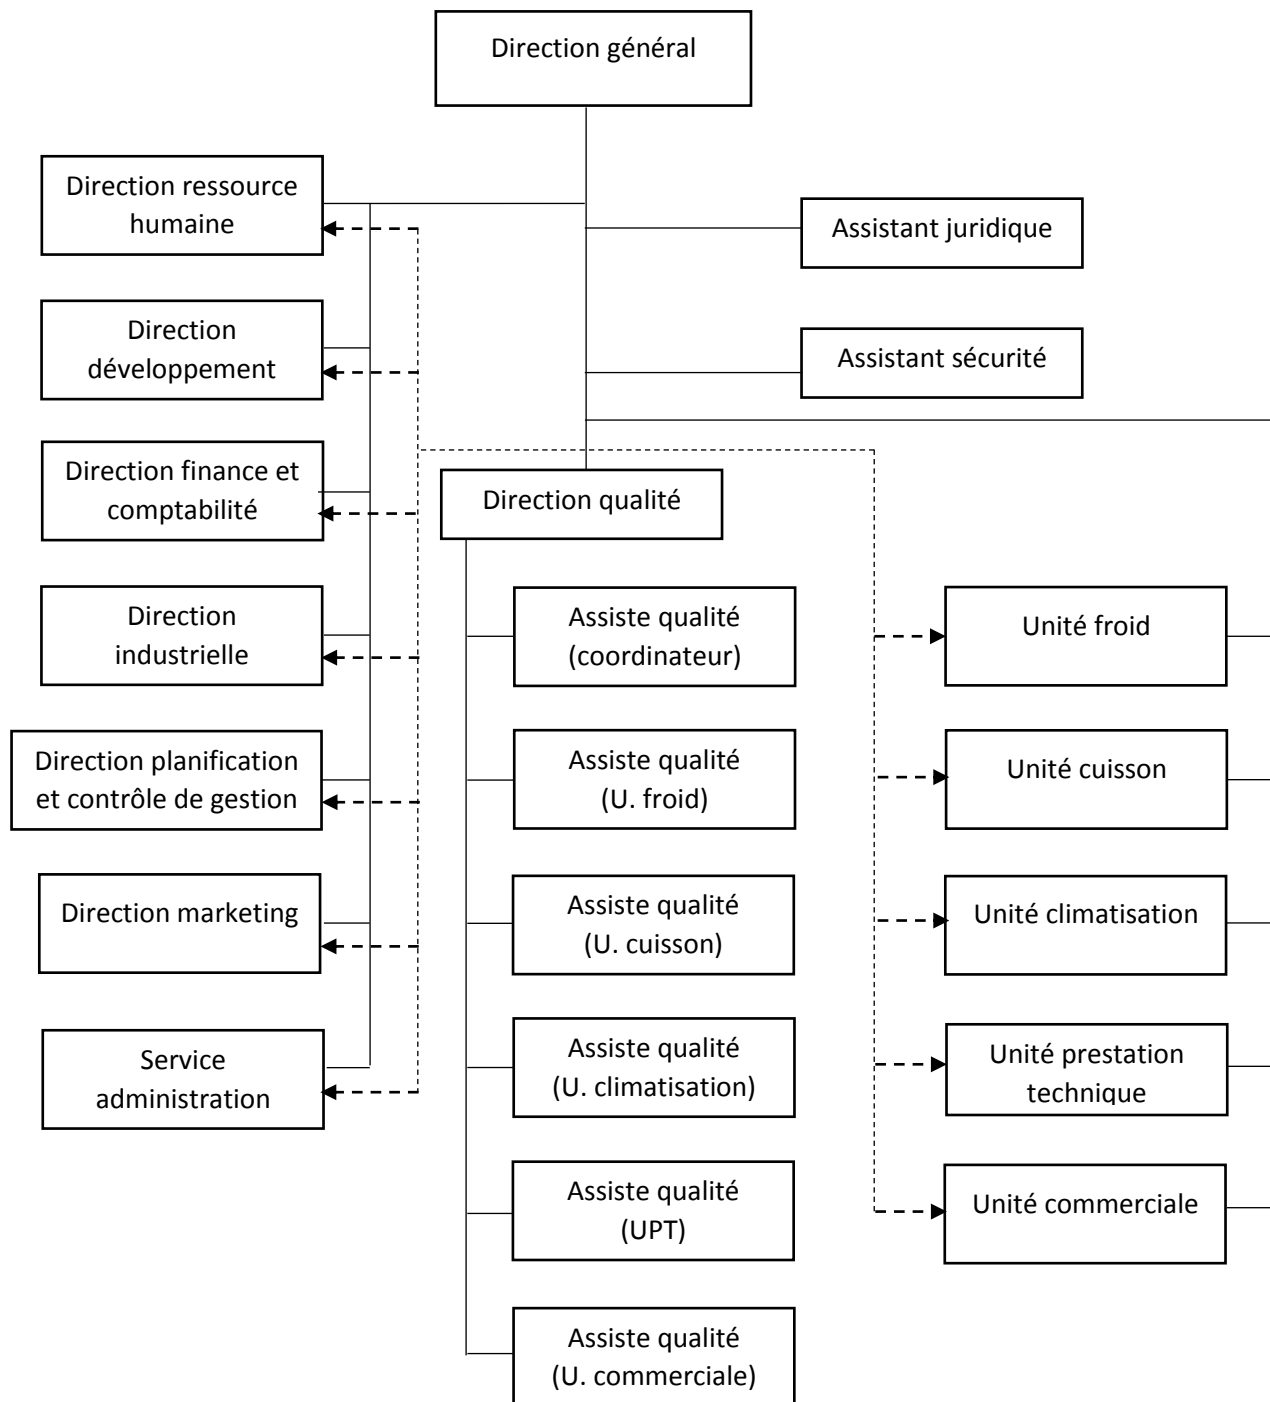 Direction général
Direction ressource
humaine
Assistant juridique
Direction
développement
Assistant sécurité
Direction finance et
comptabilité
Direction qualité
Direction
industrielle
Assiste qualité
(coordinateur)
Unité froid
Direction planification
et contrôle de gestion
Assiste qualité
(U. froid)
Unité cuisson
Direction marketing
Assiste qualité
(U. cuisson)
Unité climatisation
Service
administration
Assiste qualité
(U. climatisation)
Unité prestation
technique
Assiste qualité
(UPT)
Unité commerciale
Assiste qualité
(U. commerciale)